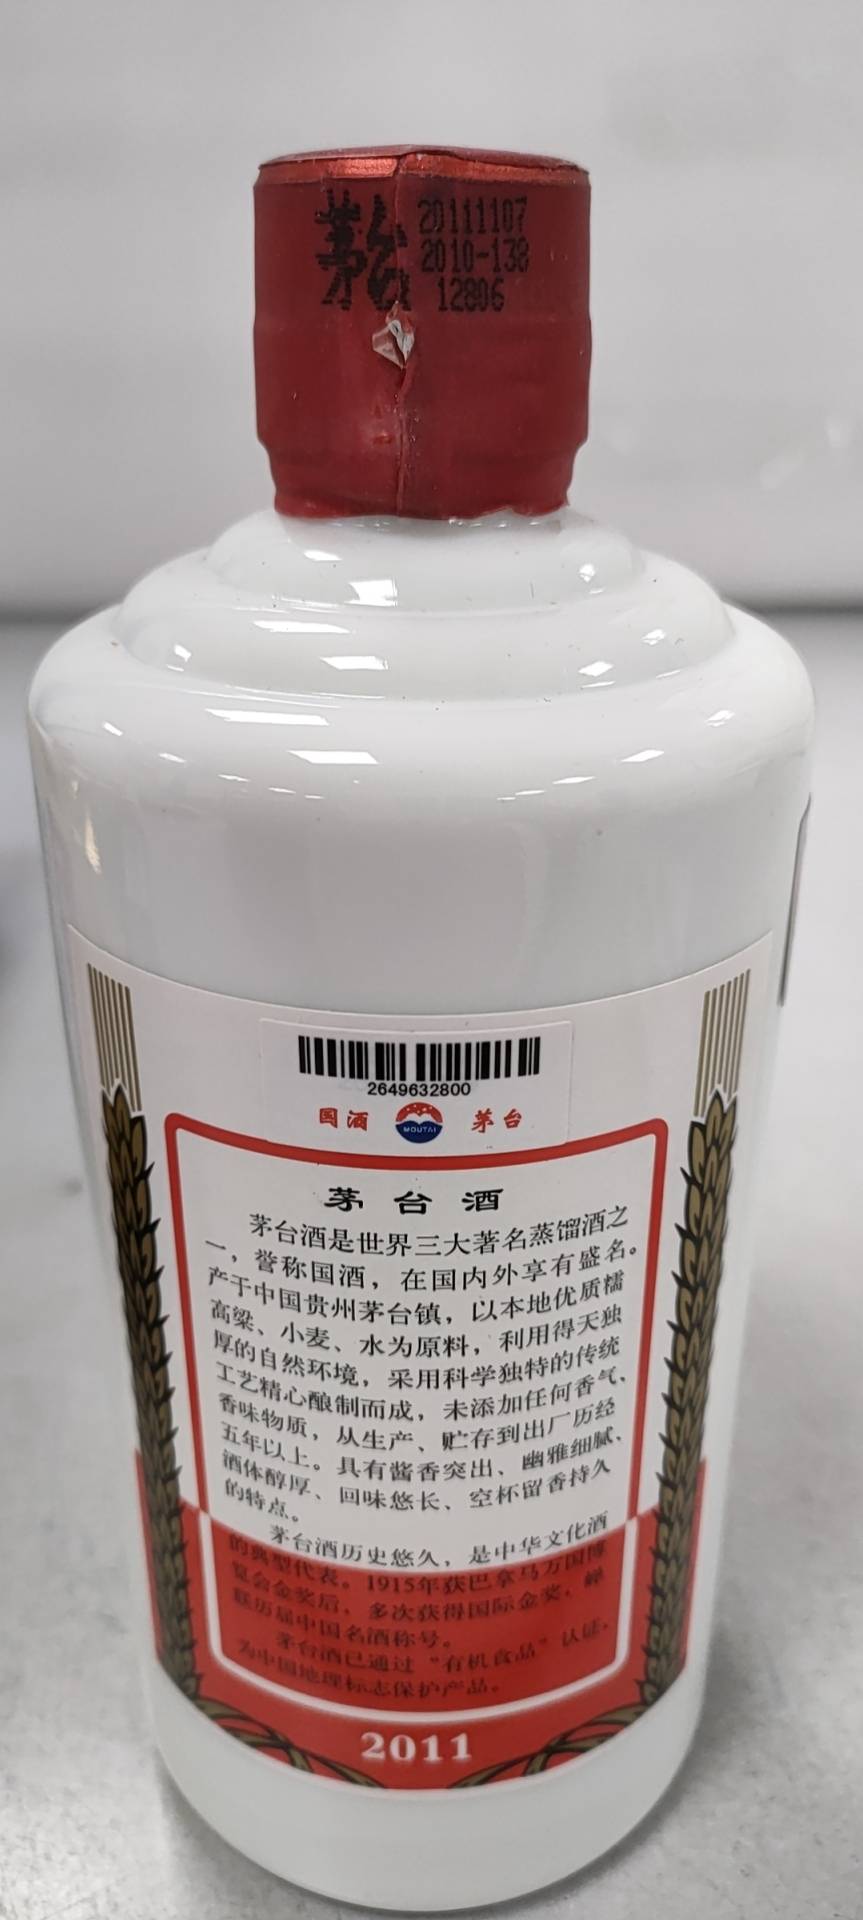 茅台
20111107
2010-138
12806
2649632800
国酒 MOUTAI 茅台
茅台酒
茅台酒是世界三大著名蒸馏酒之
一，誉称国酒，在国内外享有盛名。
产于中国贵州茅台镇，以本地优质糯
高粱、小麦、水为原料，利用得天独
厚的自然环境，采用科学独特的传统
工艺精心酿制而成，未添加任何香气、
香味物质，从生产、贮存到出厂历经
五年以上。具有酱香突出、幽雅细腻、
酒体醇厚、回味悠长、空杯留香持久
的特点。
茅台酒历史悠久，是中华文化酒
的典型代表。1915年获巴拿马万国博
览会金奖后，多次获得国际金奖，蝉
联历届中国名酒称号。
茅台酒已通过“有机食品”认证，
为中国地理标志保护产品。
2011